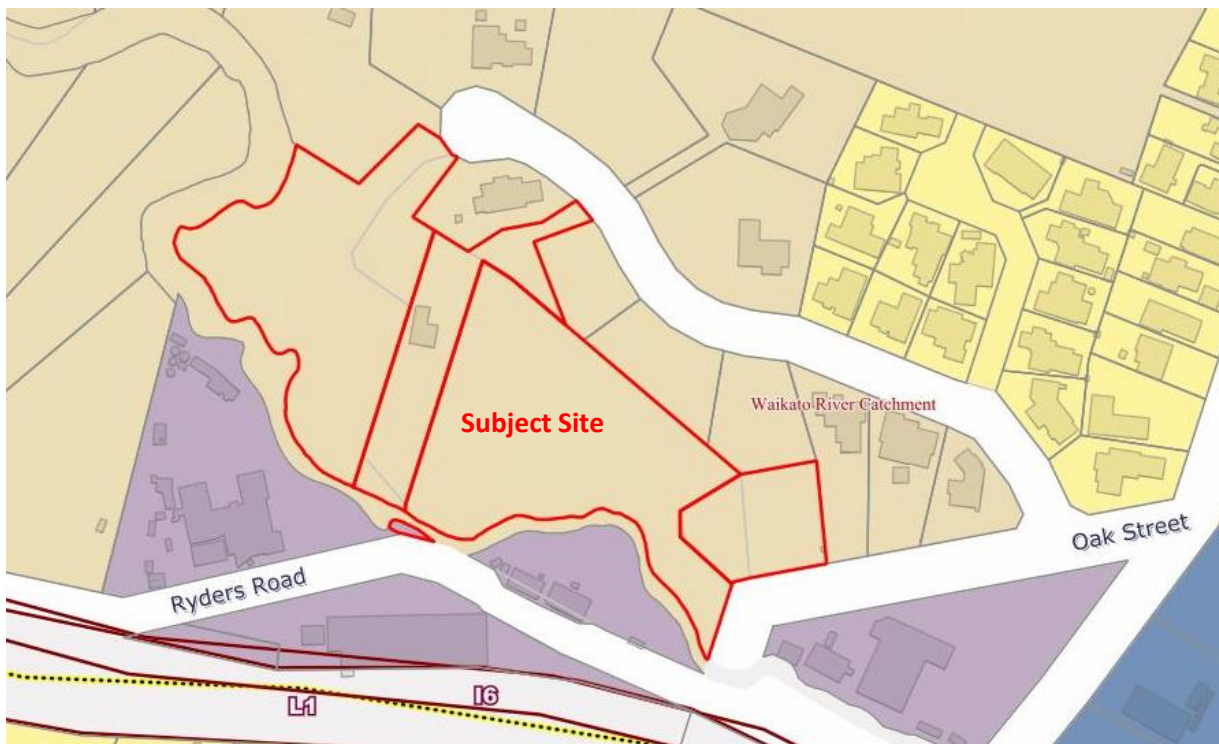 Waikato River Catchment
Subject Site
Oak Street
Ryders Road
L1
I6